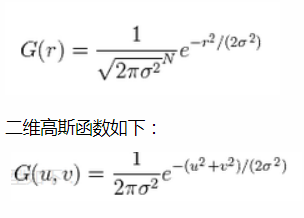 G(r) = \frac{1}{\sqrt{2\pi\sigma^2}^N} e^{-r^2/(2\sigma^2)}
二维高斯函数如下：
G(u, v) = \frac{1}{2\pi\sigma^2} e^{-(u^2+v^2)/(2\sigma^2)}